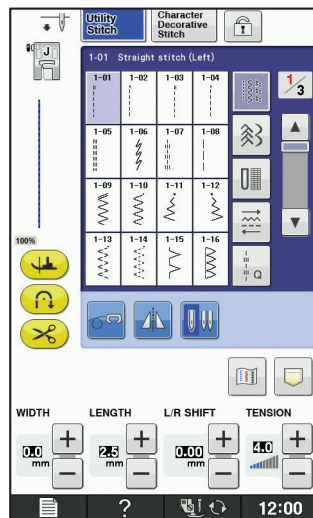 Utility
Stitch
Character
Decorative
Stitch
J
1-01 Straight stitch (Left)
1-01 1-02 1-03 1-04
1/3
1-05 1-06 1-07 1-08
1-09 1-10 1-11 1-12
100%
1-13 1-14 1-15 1-16
Q
WIDTH LENGTH L/R SHIFT TENSION
0.0 mm 2.5 mm 0.00 mm 4.0
? 12:00